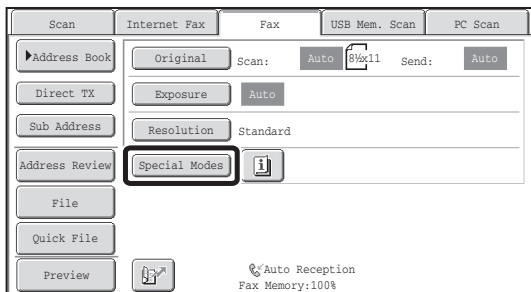 Scan Internet Fax Fax USB Mem. Scan PC Scan
Address Book Original Scan: Auto 8½x11 Send: Auto
Direct TX Exposure Auto
Sub Address Resolution Standard
Address Review Special Modes
File
Quick File
Preview Auto Reception
Fax Memory:100%